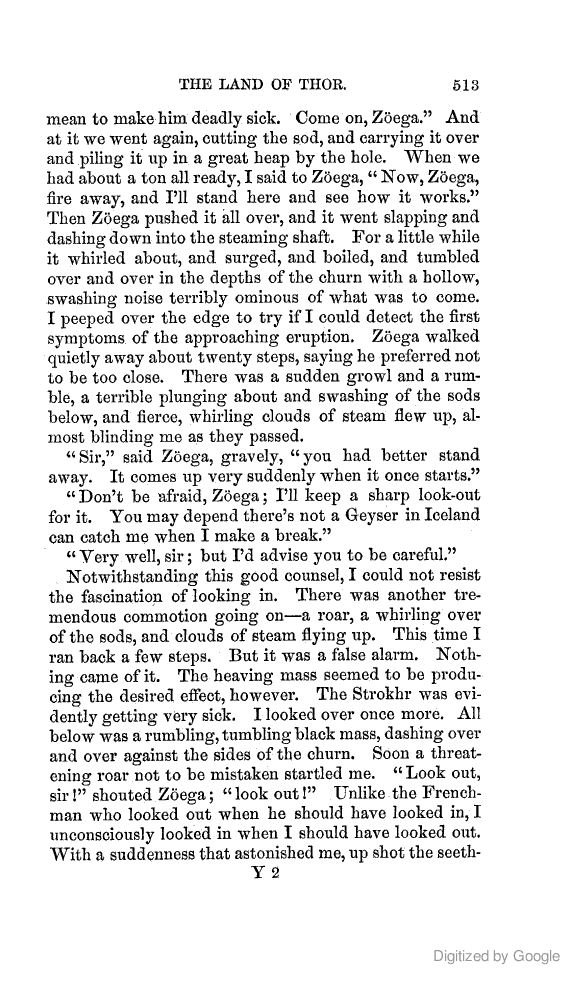 THE LAND OF THOR. 513
mean to make him deadly sick. Come on, Zöega.” And
at it we went again, cutting the sod, and carrying it over
and piling it up in a great heap by the hole. When we
had about a ton all ready, I said to Zöega, “Now, Zöega,
fire away, and I’ll stand here and see how it works.”
Then Zöega pushed it all over, and it went slapping and
dashing down into the steaming shaft. For a little while
it whirled about, and surged, and boiled, and tumbled
over and over in the depths of the churn with a hollow,
swashing noise terribly ominous of what was to come.
I peeped over the edge to try if I could detect the first
symptoms of the approaching eruption. Zöega walked
quietly away about twenty steps, saying he preferred not
to be too close. There was a sudden growl and a rum-
ble, a terrible plunging about and swashing of the sods
below, and fierce, whirling clouds of steam flew up, al-
most blinding me as they passed.
“Sir,” said Zöega, gravely, “you had better stand
away. It comes up very suddenly when it once starts.”
“Don’t be afraid, Zöega; I’ll keep a sharp look-out
for it. You may depend there’s not a Geyser in Iceland
can catch me when I make a break.”
“Very well, sir; but I’d advise you to be careful.”
Notwithstanding this good counsel, I could not resist
the fascination of looking in. There was another tre-
mendous commotion going on—a roar, a whirling over
of the sods, and clouds of steam flying up. This time I
ran back a few steps. But it was a false alarm. Noth-
ing came of it. The heaving mass seemed to be produ-
cing the desired effect, however. The Strokhr was evi-
dently getting very sick. I looked over once more. All
below was a rumbling, tumbling black mass, dashing over
and over against the sides of the churn. Soon a threat-
ening roar not to be mistaken startled me. “Look out,
sir!” shouted Zöega; “look out!” Unlike the French-
man who looked out when he should have looked in, I
unconsciously looked in when I should have looked out.
With a suddenness that astonished me, up shot the seeth-
Y 2
Digitized by Google